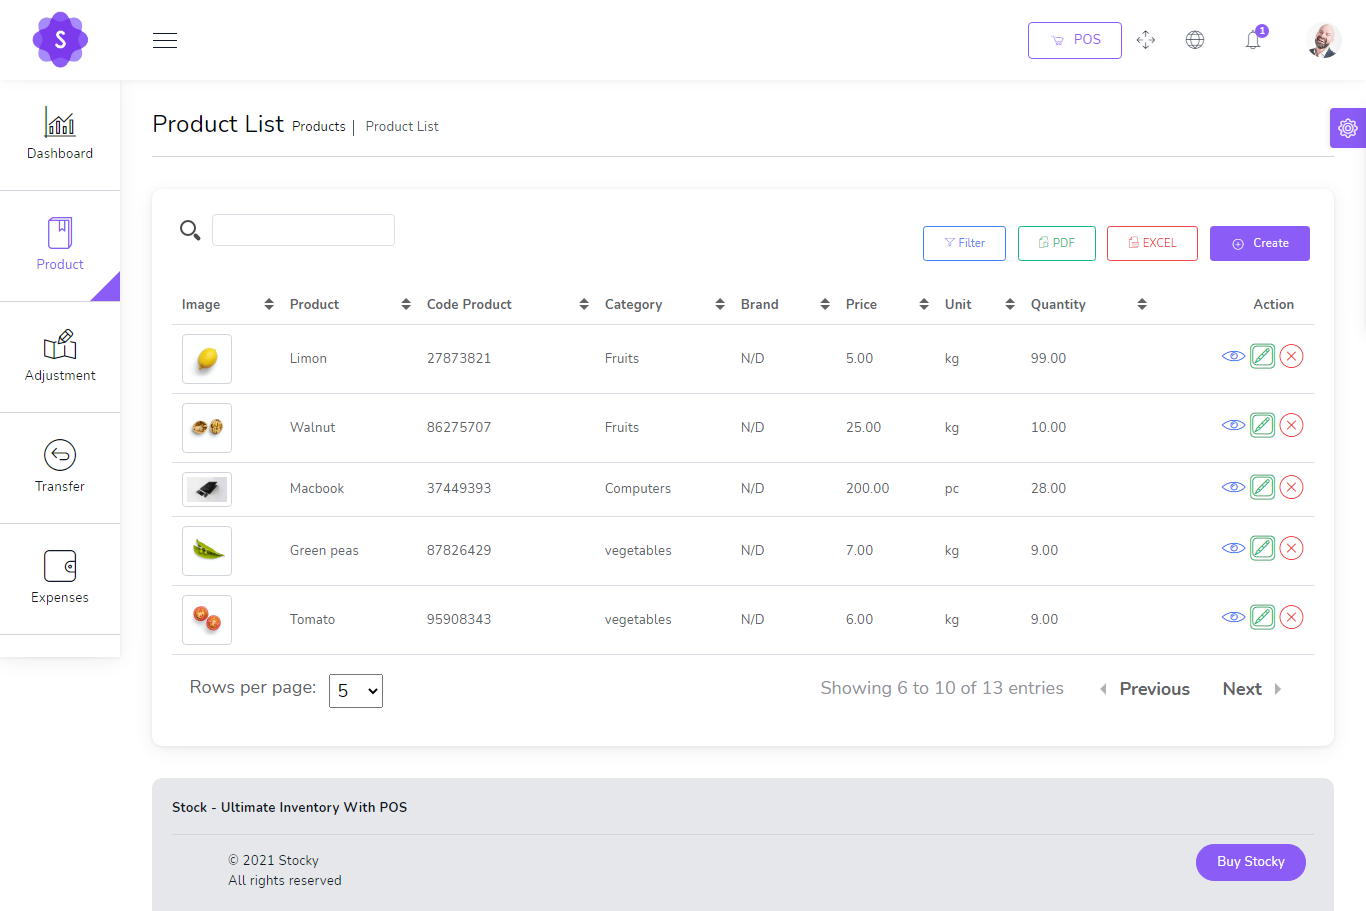 S
POS
1
Dashboard
Product
Adjustment
Transfer
Expenses
Product List Products | Product List
Filter PDF EXCEL Create
Image Product Code Product Category Brand Price Unit Quantity Action
Limon 27873821 Fruits N/D 5.00 kg 99.00
Walnut 86275707 Fruits N/D 25.00 kg 10.00
Macbook 37449393 Computers N/D 200.00 pc 28.00
Green peas 87826429 vegetables N/D 7.00 kg 9.00
Tomato 95908343 vegetables N/D 6.00 kg 9.00
Rows per page: 5 Showing 6 to 10 of 13 entries Previous Next
Stock - Ultimate Inventory With POS
© 2021 Stocky
All rights reserved
Buy Stocky